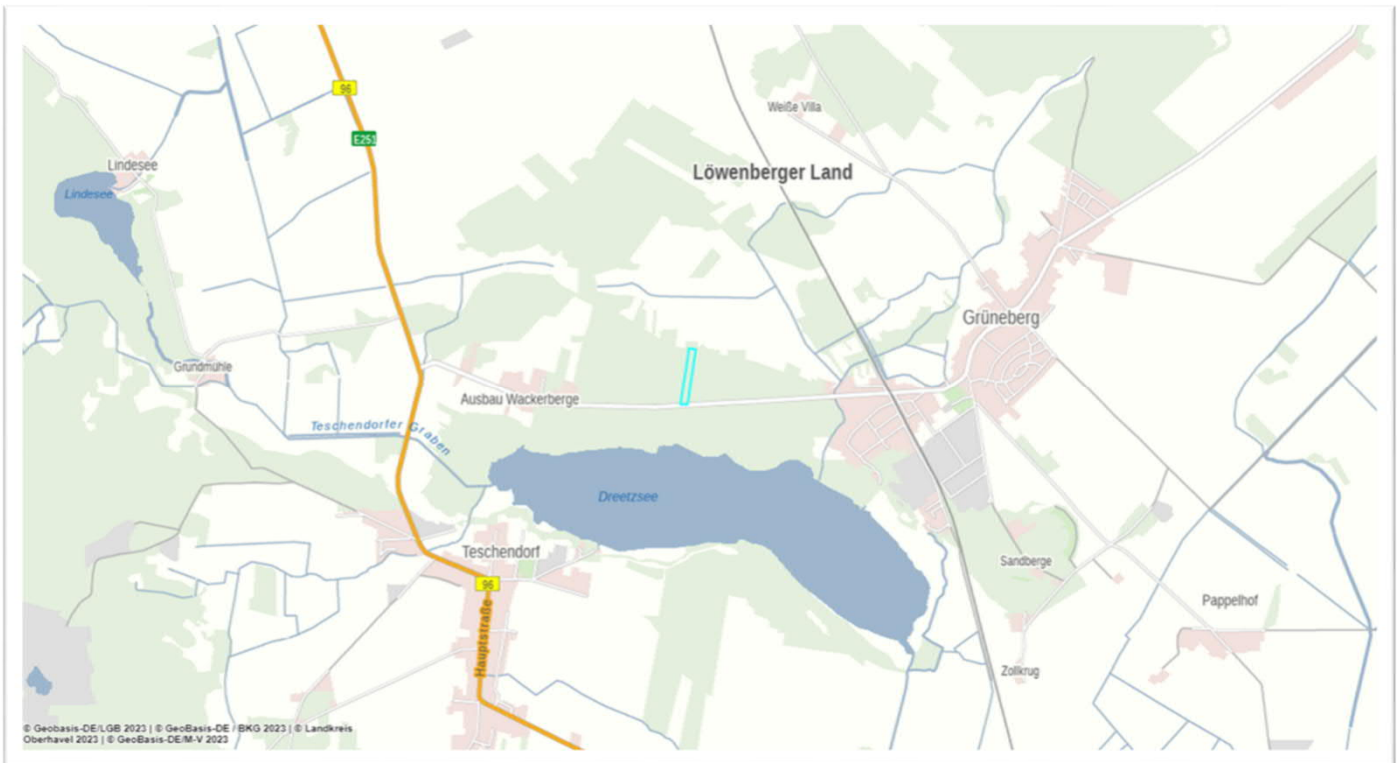 96
E251
Weiße Villa
Lindesee
Löwenberger Land
Lindesee
Grüneberg
Grundmühle
Ausbau Wackerberge
Teschendorfer Graben
Dreetzsee
Teschendorf
Sandberge
96
Pappelhof
Hauptstraße
Zollkrug
© Geobasis-DE/LGB 2023 | © GeoBasis-DE / BKG 2023 | © Landkreis
Oberhavel 2023 | © GeoBasis-DE/M-V 2023